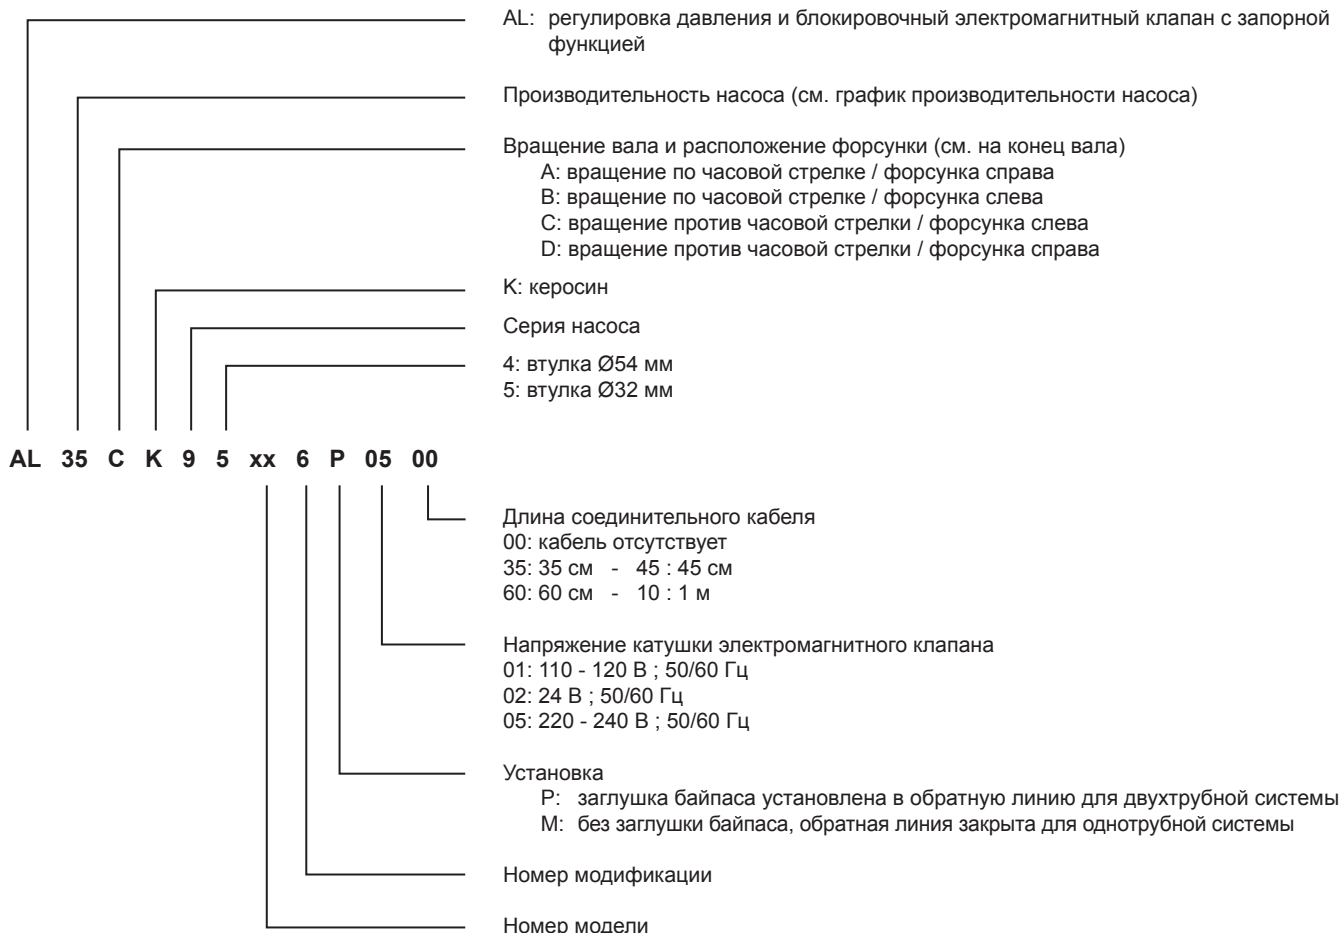 AL: регулировка давления и блокировочный электромагнитный клапан с запорной
функцией
Производительность насоса (см. график производительности насоса)
Вращение вала и расположение форсунки (см. на конец вала)
A: вращение по часовой стрелке / форсунка справа
B: вращение по часовой стрелке / форсунка слева
C: вращение против часовой стрелки / форсунка слева
D: вращение против часовой стрелки / форсунка справа
K: керосин
Серия насоса
4: втулка Ø54 мм
5: втулка Ø32 мм
AL 35 C K 9 5 xx 6 P 05 00
Длина соединительного кабеля
00: кабель отсутствует
35: 35 см - 45 : 45 см
60: 60 см - 10 : 1 м
Напряжение катушки электромагнитного клапана
01: 110 - 120 В ; 50/60 Гц
02: 24 В ; 50/60 Гц
05: 220 - 240 В ; 50/60 Гц
Установка
P: заглушка байпаса установлена в обратную линию для двухтрубной системы
M: без заглушки байпаса, обратная линия закрыта для однотрубной системы
Номер модификации
Номер модели